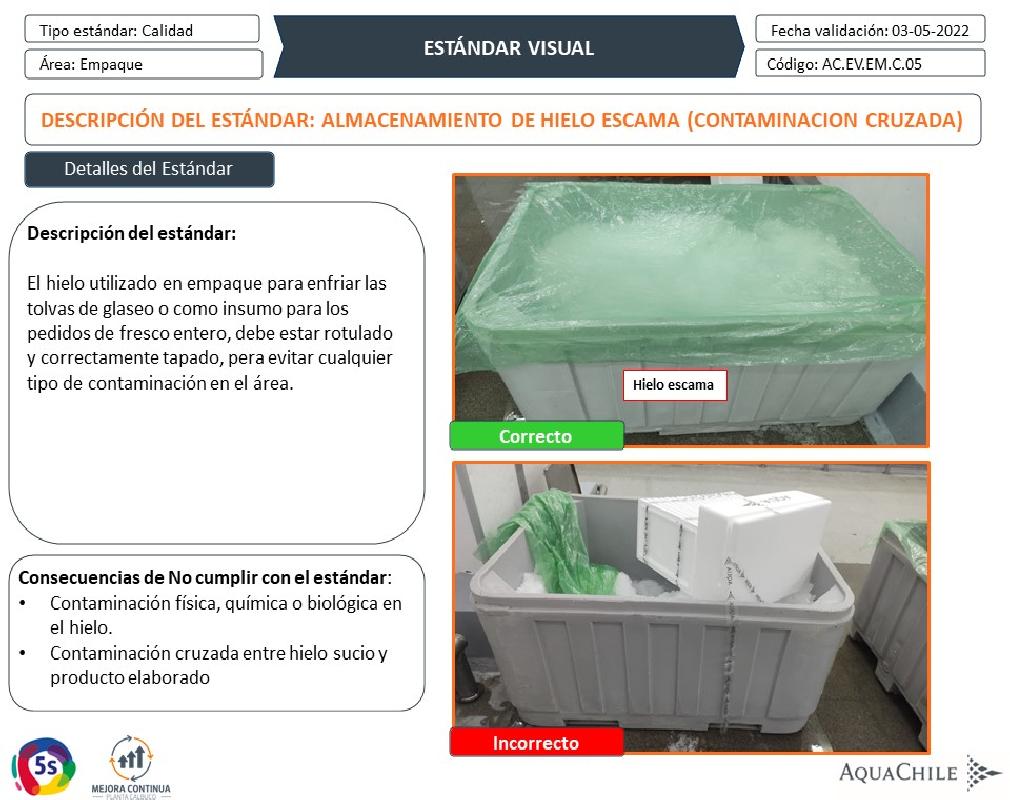 Tipo estándar: Calidad
Área: Empaque
ESTÁNDAR VISUAL
Fecha validación: 03-05-2022
Código: AC.EV.EM.C.05
DESCRIPCIÓN DEL ESTÁNDAR: ALMACENAMIENTO DE HIELO ESCAMA (CONTAMINACION CRUZADA)
Detalles del Estándar
Descripción del estándar:
El hielo utilizado en empaque para enfriar las
tolvas de glaseo o como insumo para los
pedidos de fresco entero, debe estar rotulado
y correctamente tapado, pera evitar cualquier
tipo de contaminación en el área.
Hielo escama
Correcto
Consecuencias de No cumplir con el estándar:
• Contaminación física, química o biológica en
el hielo.
• Contaminación cruzada entre hielo sucio y
producto elaborado
Incorrecto
5s
MEJORA CONTINUA
PLANTA CALBUCO
AQUACHILE